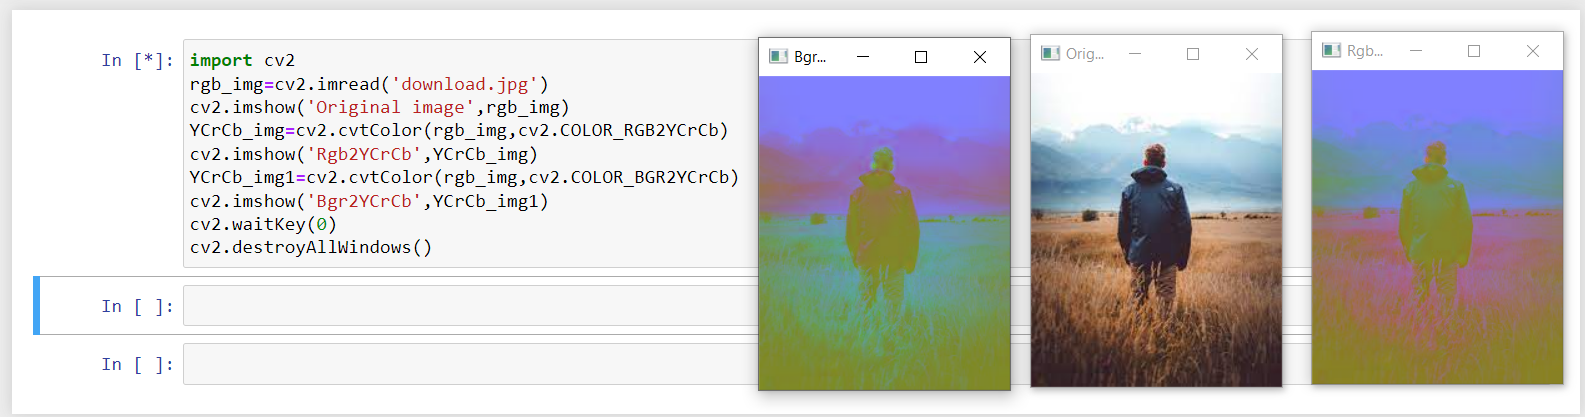 In [*]:
import cv2
rgb_img=cv2.imread('download.jpg')
cv2.imshow('Original image',rgb_img)
YCrCb_img=cv2.cvtColor(rgb_img,cv2.COLOR_RGB2YCrCb)
cv2.imshow('Rgb2YCrCb',YCrCb_img)
YCrCb_img1=cv2.cvtColor(rgb_img,cv2.COLOR_BGR2YCrCb)
cv2.imshow('Bgr2YCrCb',YCrCb_img1)
cv2.waitKey(0)
cv2.destroyAllWindows()
Bgr...
Orig...
Rgb...
In [ ]:
In [ ]: